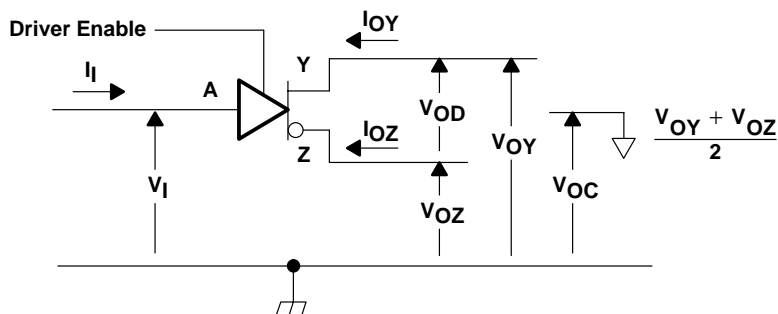 Driver Enable
IOY
II
A
Y
IOZ
Z
VOD
VOY
VOY + VOZ
2
VI
VOZ
VOC